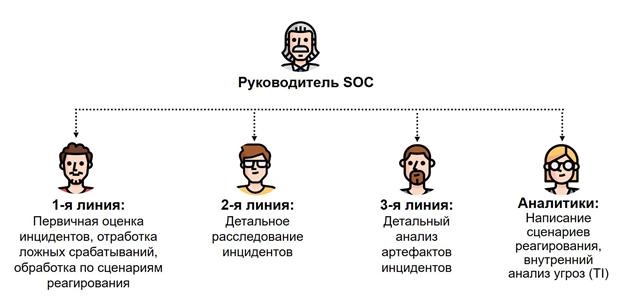 Руководитель SOC
1-я линия:
Первичная оценка
инцидентов, отработка
ложных срабатываний,
обработка по сценариям
реагирования
2-я линия:
Детальное
расследование
инцидентов
3-я линия:
Детальный
анализ
артефактов
инцидентов
Аналитики:
Написание
сценариев
реагирования,
внутренний
анализ угроз (TI)